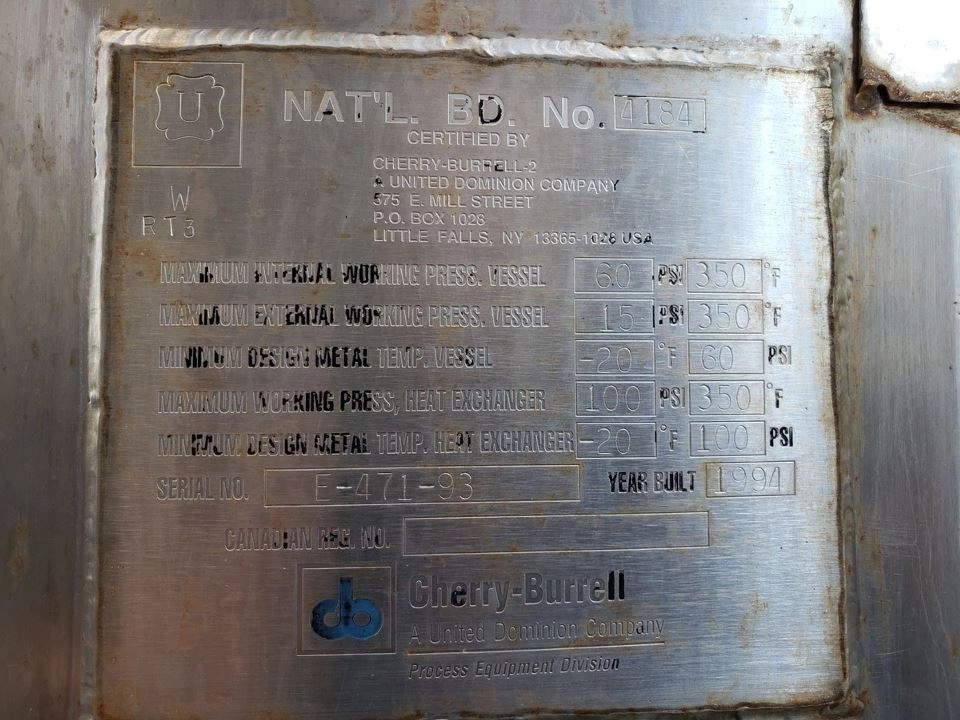 U
NAT'L. BD. No. 4184
CERTIFIED BY
CHERRY-BURRELL-2
A UNITED DOMINION COMPANY
575 E. MILL STREET
P.O. BOX 1028
LITTLE FALLS, NY 13365-1028 USA
W
RT3
MAXIMUM INTERNAL WORKING PRESS. VESSEL 60 PSI 350 °F
MAXIMUM EXTERNAL WORKING PRESS. VESSEL 15 PSI 350 °F
MINIMUM DESIGN METAL TEMP. VESSEL -20 °F 60 PSI
MAXIMUM WORKING PRESS, HEAT EXCHANGER 100 PSI 350 °F
MINIMUM DESIGN METAL TEMP. HEAT EXCHANGER -20 °F 100 PSI
SERIAL NO. E-471-93 YEAR BUILT 1994
CANADIAN REG. NO.
cb Cherry-Burrell
A United Dominion Company
Process Equipment Division